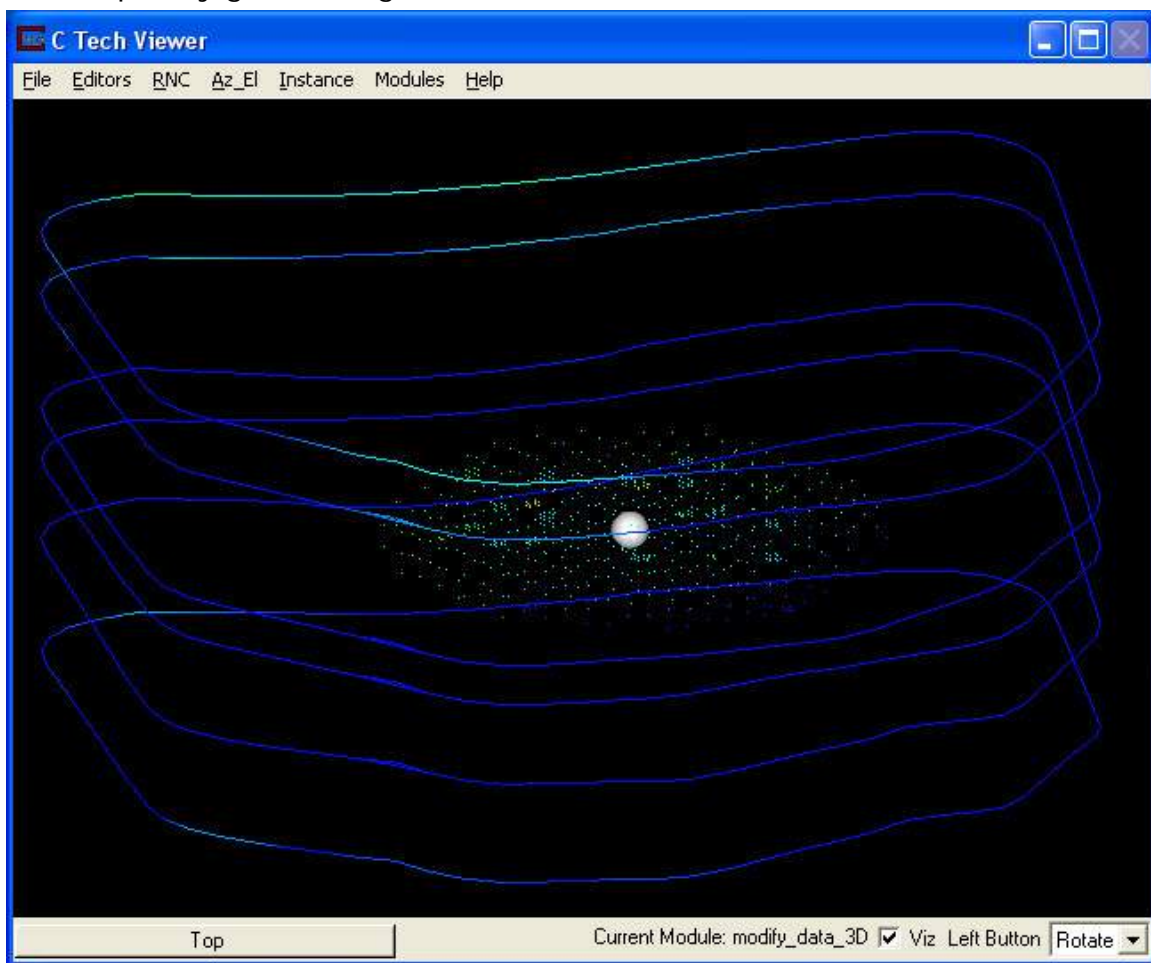 C Tech Viewer
File Editors RNC Az_El Instance Modules Help
Top Current Module: modify_data_3D Viz Left Button Rotate